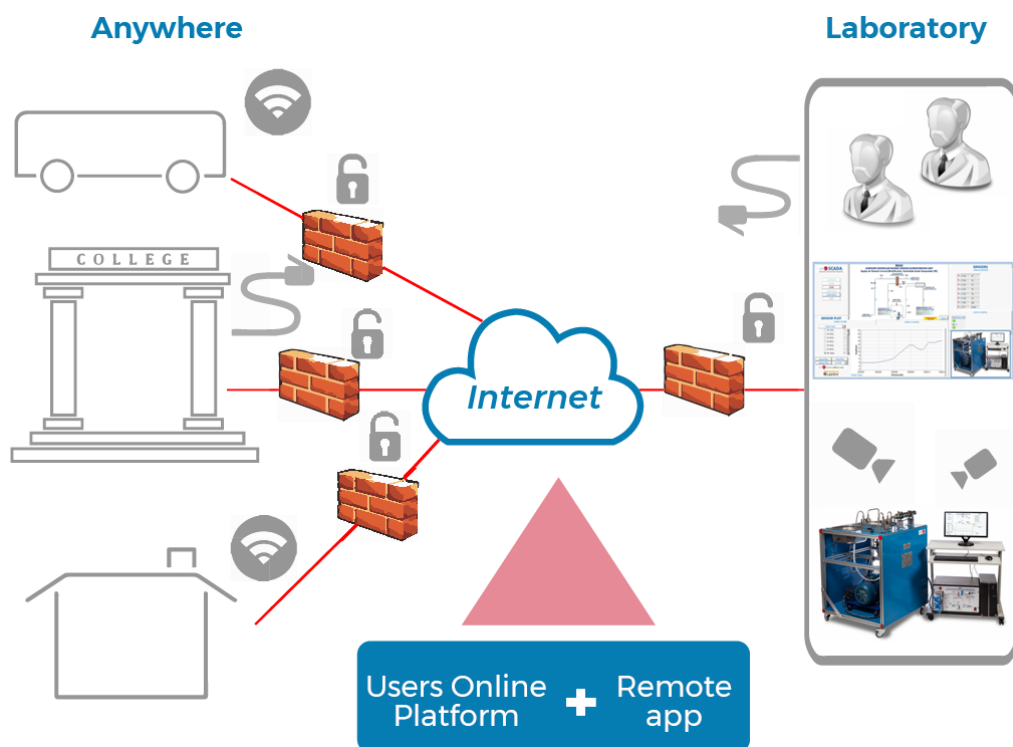 Anywhere
Laboratory
COLLEGE
SCADA
Internet
Users Online
Platform
+
Remote
app